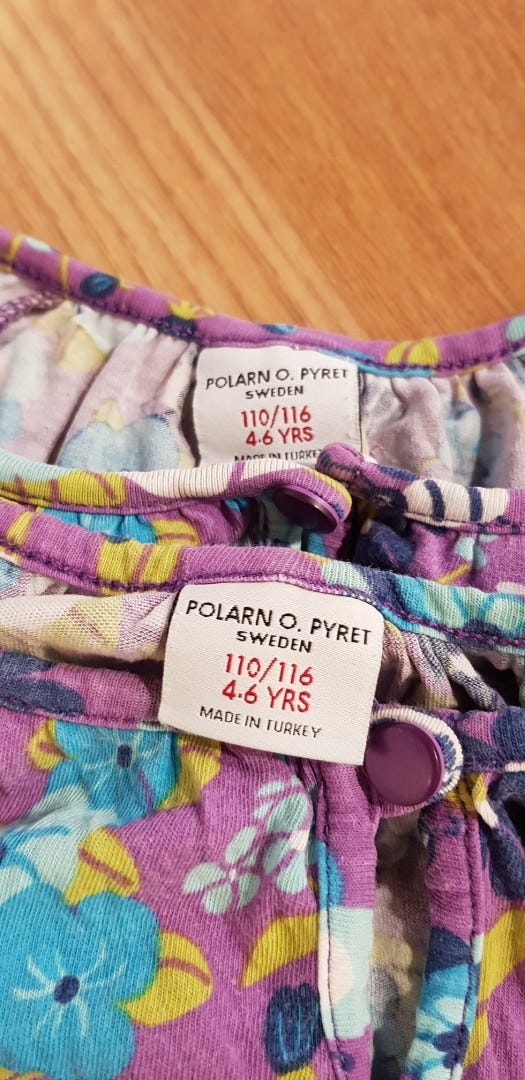 POLARN O. PYRET
SWEDEN
110/116
4-6 YRS
MADE IN TURKEY
POLARN O. PYRET
SWEDEN
110/116
4-6 YRS
MADE IN TURKEY